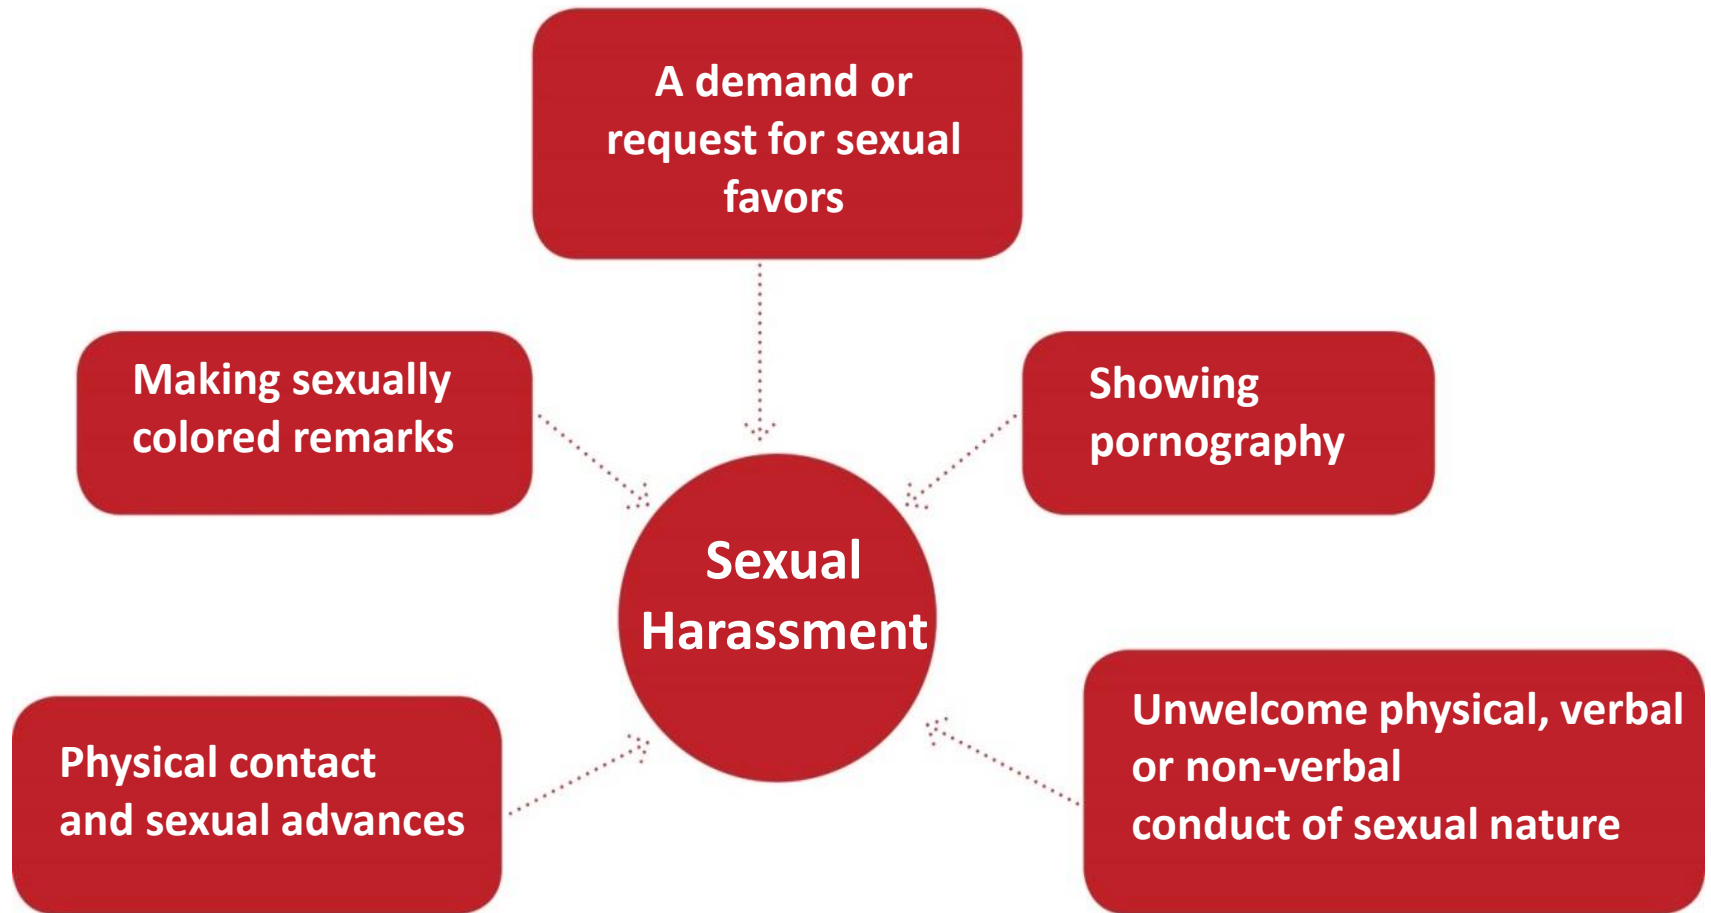 A demand or
request for sexual
favors
Making sexually
colored remarks
Showing
pornography
Sexual
Harassment
Physical contact
and sexual advances
Unwelcome physical, verbal
or non-verbal
conduct of sexual nature